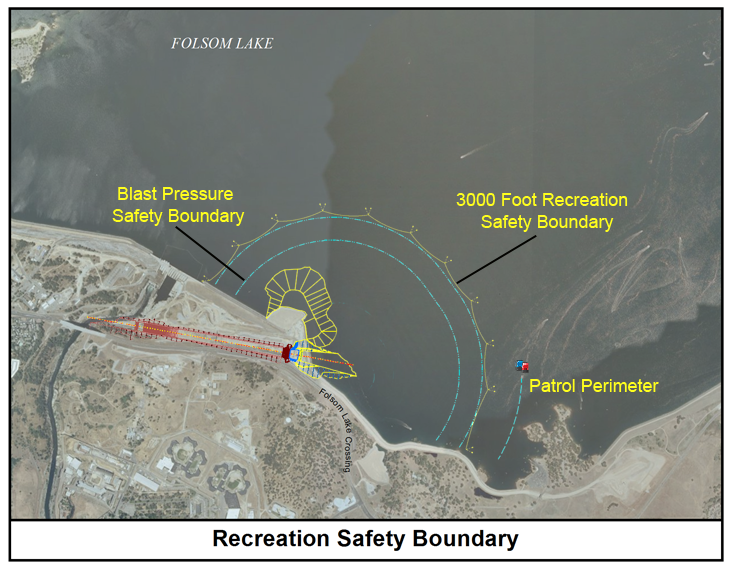 FOLSOM LAKE
Blast Pressure
Safety Boundary
3000 Foot Recreation
Safety Boundary
Patrol Perimeter
Folsom Lake Crossing
Recreation Safety Boundary